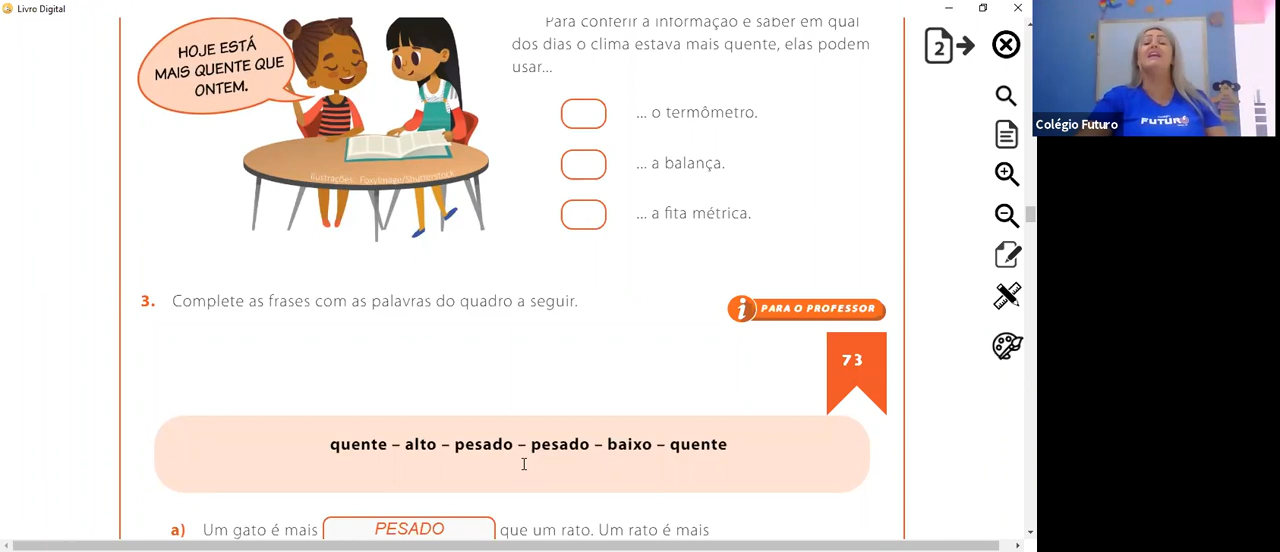 Livro Digital
HOJE ESTÁ
MAIS QUENTE QUE
ONTEM.
Para conferir a informação e saber em qual
dos dias o clima estava mais quente, elas podem
usar...
... o termômetro.
... a balança.
... a fita métrica.
Ilustrações: FoxyImage/Shutterstock
3. Complete as frases com as palavras do quadro a seguir.
i PARA O PROFESSOR
73
quente – alto – pesado – pesado – baixo – quente
a) Um gato é mais PESADO que um rato. Um rato é mais
2
Colégio Futuro
FUTURO